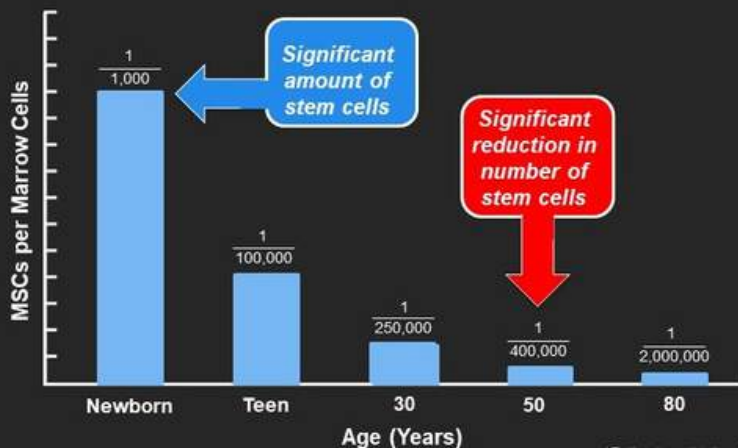 MSCs per Marrow Cells
1
1,000
Significant
amount of
stem cells
1
100,000
1
250,000
Significant
reduction in
number of
stem cells
1
400,000
1
2,000,000
Newborn
Teen
30
50
80
Age (Years)